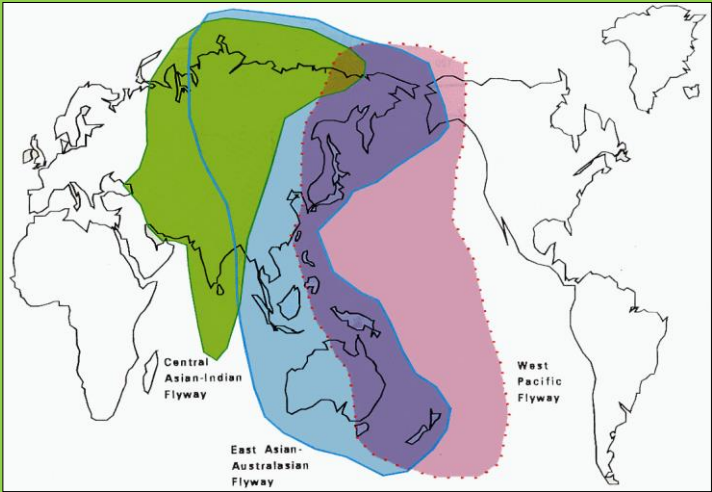 Central
Asian-Indian
Flyway
East Asian-
Australasian
Flyway
West
Pacific
Flyway